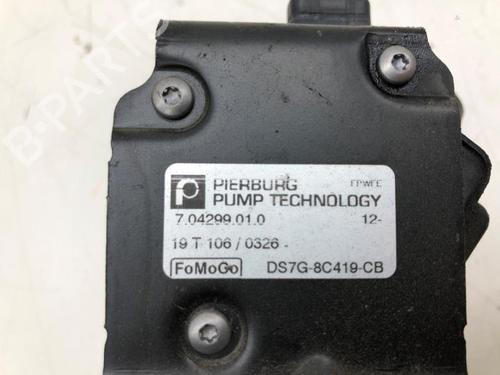 B-PARTS
PIERBURG
PUMP TECHNOLOGY
FPWFE
7.04299.01.0 12-
19 T 106 / 0326 -
FoMoCo DS7G-8C419-CB